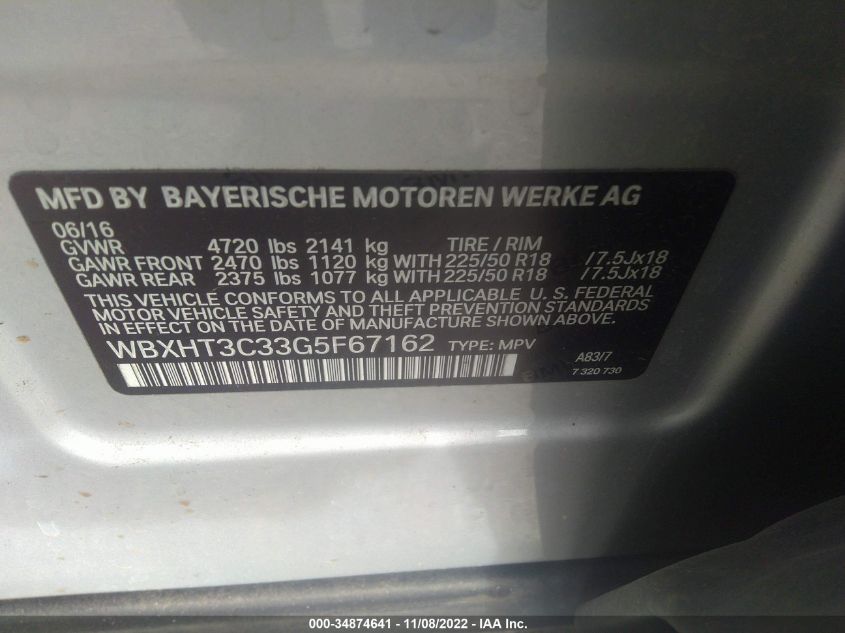 MFD BY BAYERISCHE MOTOREN WERKE AG
06/16
GVWR 4720 lbs 2141 kg TIRE / RIM
GAWR FRONT 2470 lbs 1120 kg WITH 225/50 R18 /7.5Jx18
GAWR REAR 2375 lbs 1077 kg WITH 225/50 R18 /7.5Jx18
THIS VEHICLE CONFORMS TO ALL APPLICABLE U. S. FEDERAL
MOTOR VEHICLE SAFETY AND THEFT PREVENTION STANDARDS
IN EFFECT ON THE DATE OF MANUFACTURE
WBXHT3C33G5F67162 TYPE: MPV A83/7
7 320 730
000-34874641 - 11/08/2022 - IAA Inc.